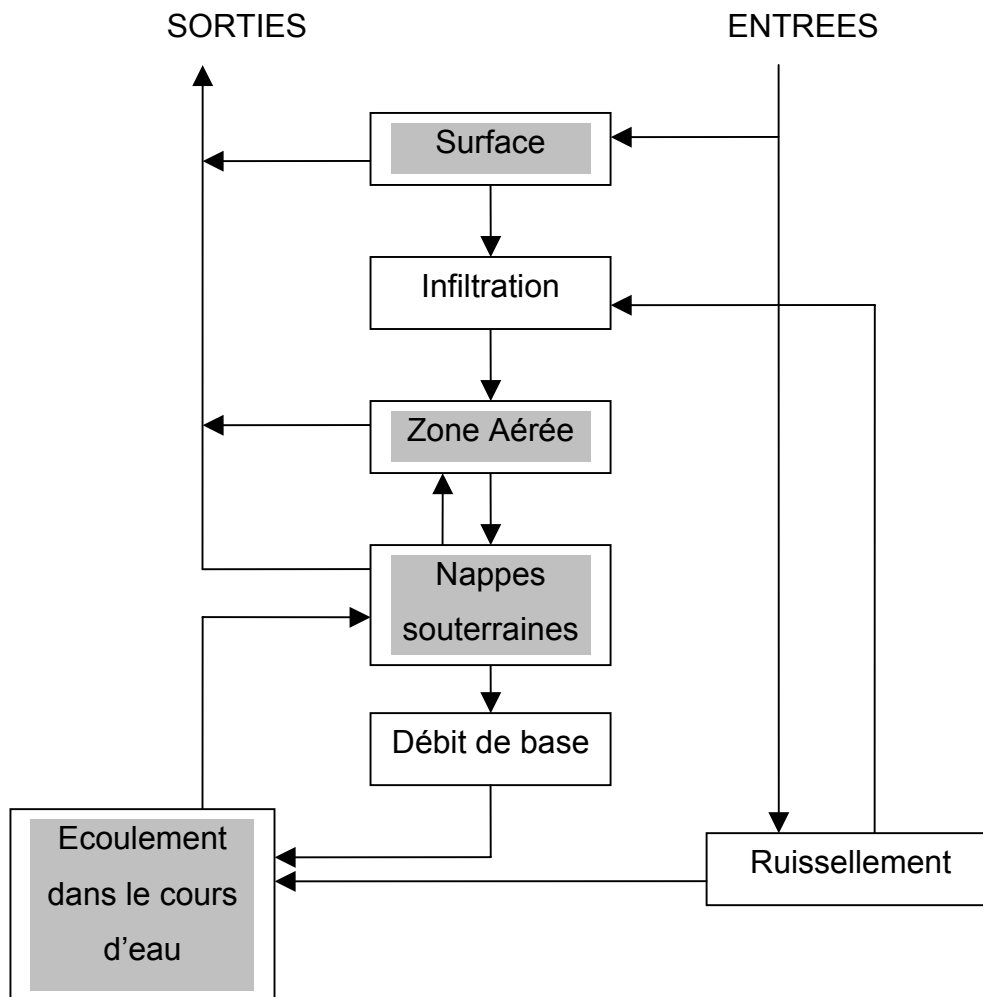 SORTIES
ENTREES
Surface
Infiltration
Zone Aérée
Nappes
souterraines
Débit de base
Ecoulement
dans le cours
d’eau
Ruissellement